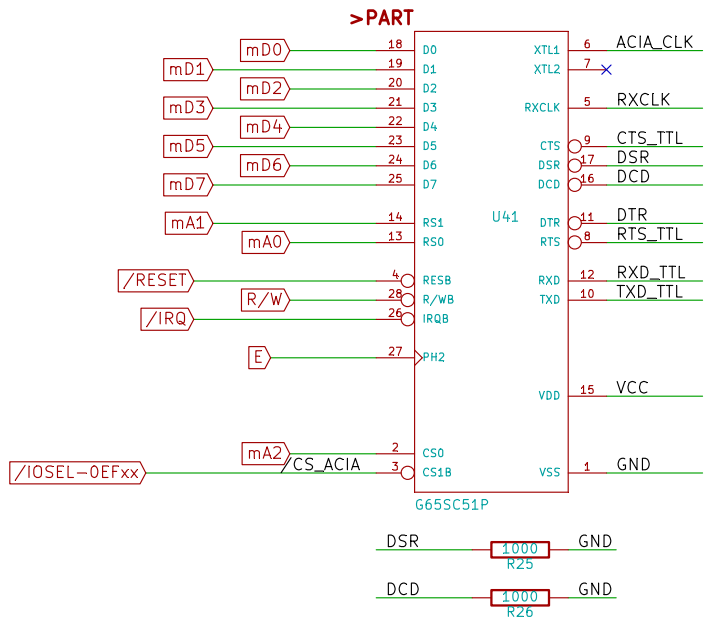 >PART
mD0 18 D0 XTL1 6 ACIA_CLK
mD1 19 D1 XTL2 7
mD2 20 D2
mD3 21 D3 RXCLK 5 RXCLK
mD4 22 D4
mD5 23 D5 CTS 9 CTS_TTL
mD6 24 D6 DSR 17 DSR
mD7 25 D7 DCD 16 DCD
U41
mA1 14 RS1 DTR 11 DTR
mA0 13 RS0 RTS 8 RTS_TTL
/RESET 4 RESB RXD 12 RXD_TTL
R/W 28 R/WB TXD 10 TXD_TTL
/IRQ 26 IRQB
E 27 PH2
VDD 15 VCC
mA2 2 CS0
/IOSEL-0EFxx /CS_ACIA 3 CS1B VSS 1 GND
G65SC51P
DSR 1000 GND
R25
DCD 1000 GND
R26